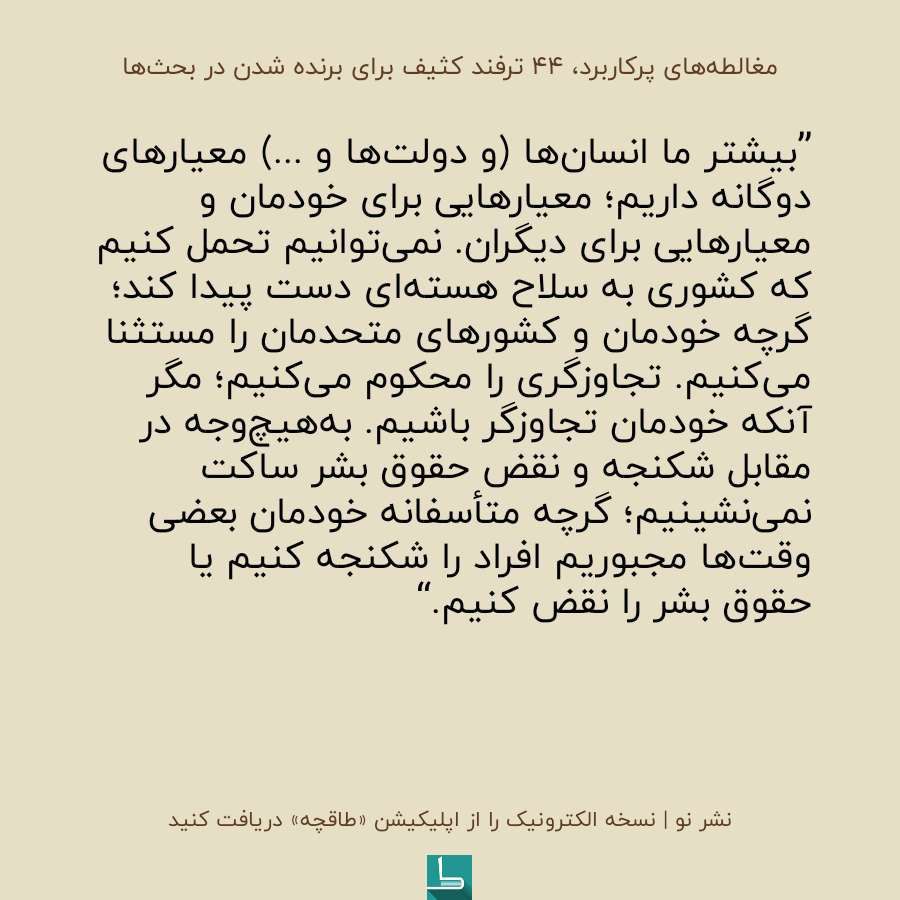 مغالطه‌های پرکاربرد، ۴۴ ترفند کثیف برای برنده شدن در بحث‌ها
”بیشتر ما انسان‌ها (و دولت‌ها و ...) معیارهای
دوگانه داریم؛ معیارهایی برای خودمان و
معیارهایی برای دیگران. نمی‌توانیم تحمل کنیم
که کشوری به سلاح هسته‌ای دست پیدا کند؛
گرچه خودمان و کشورهای متحدمان را مستثنا
می‌کنیم. تجاوزگری را محکوم می‌کنیم؛ مگر
آنکه خودمان تجاوزگر باشیم. به‌هیچ‌وجه در
مقابل شکنجه و نقض حقوق بشر ساکت
نمی‌نشینیم؛ گرچه متأسفانه خودمان بعضی
وقت‌ها مجبوریم افراد را شکنجه کنیم یا
حقوق بشر را نقض کنیم.“
نشر نو | نسخه الکترونیک را از اپلیکیشن «طاقچه» دریافت کنید